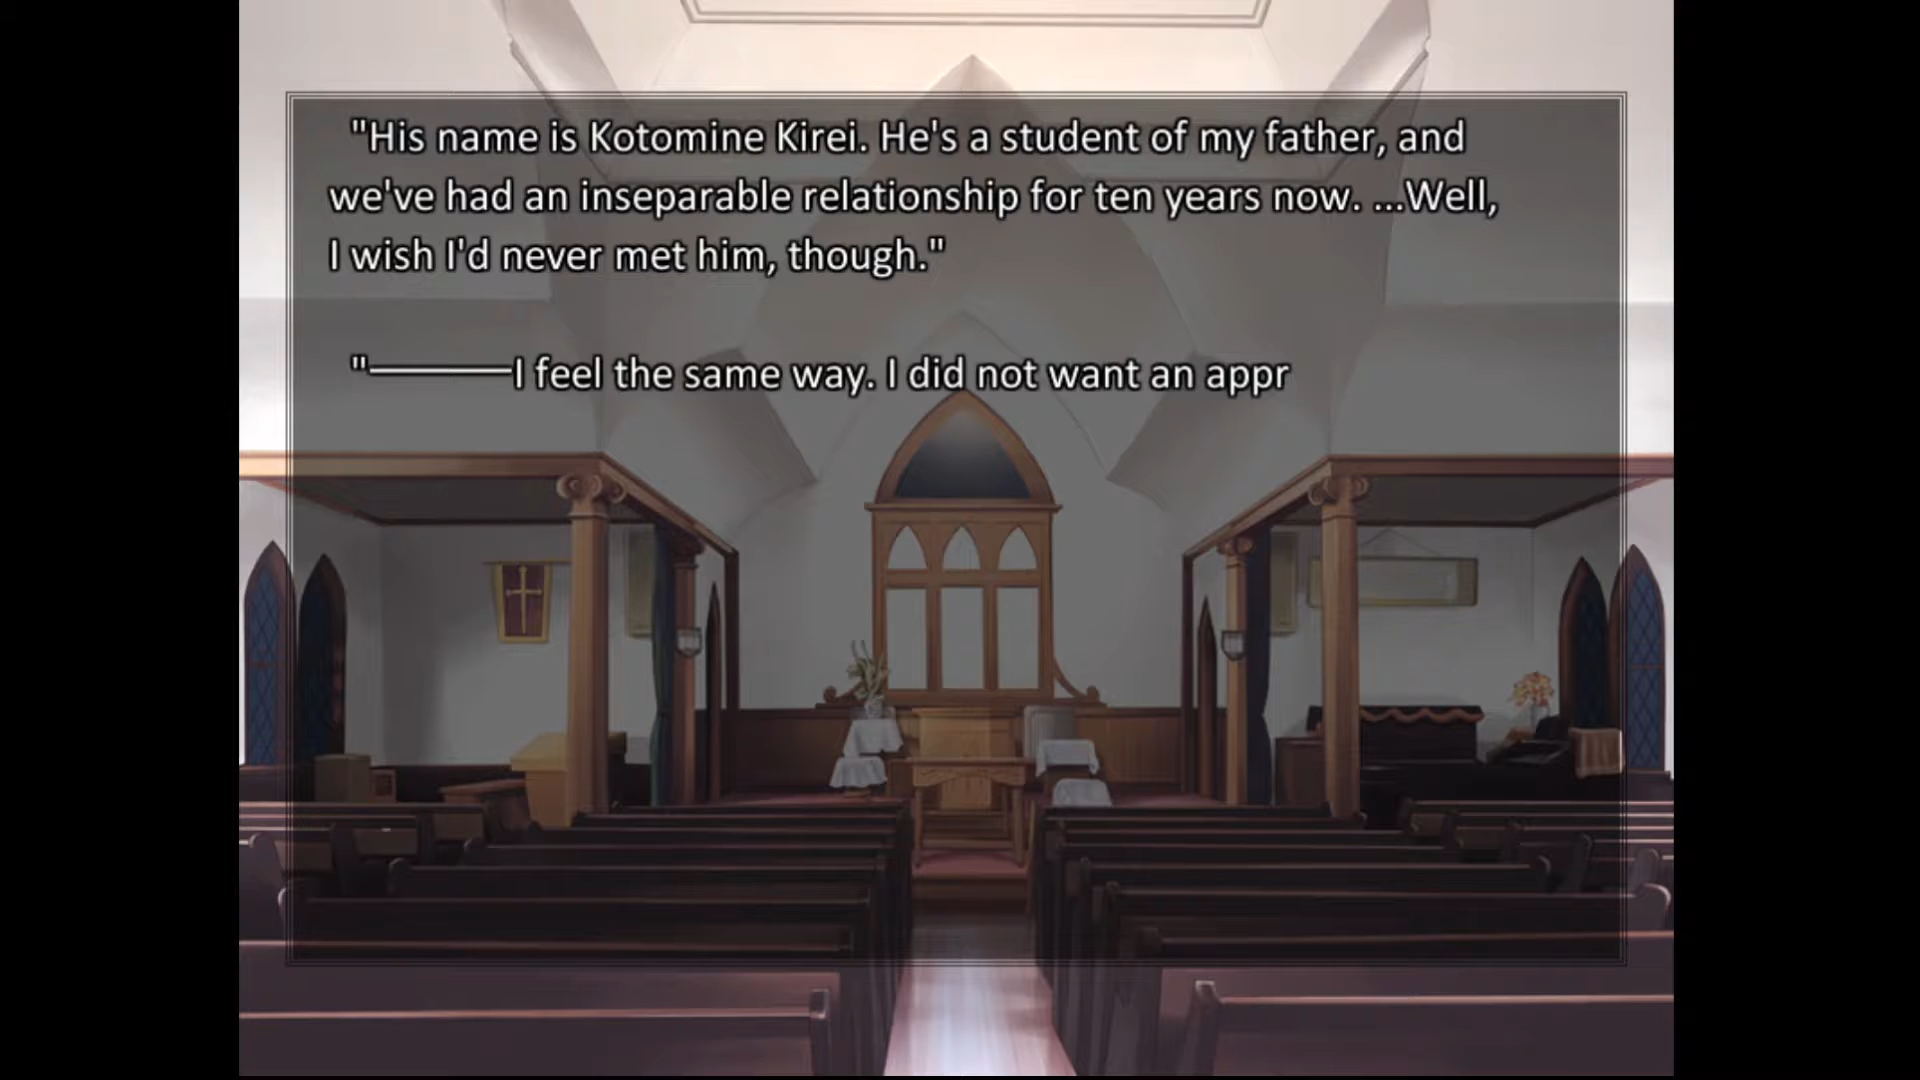 "His name is Kotomine Kirei. He's a student of my father, and
we've had an inseparable relationship for ten years now. ...Well,
I wish I'd never met him, though."
"————I feel the same way. I did not want an appr